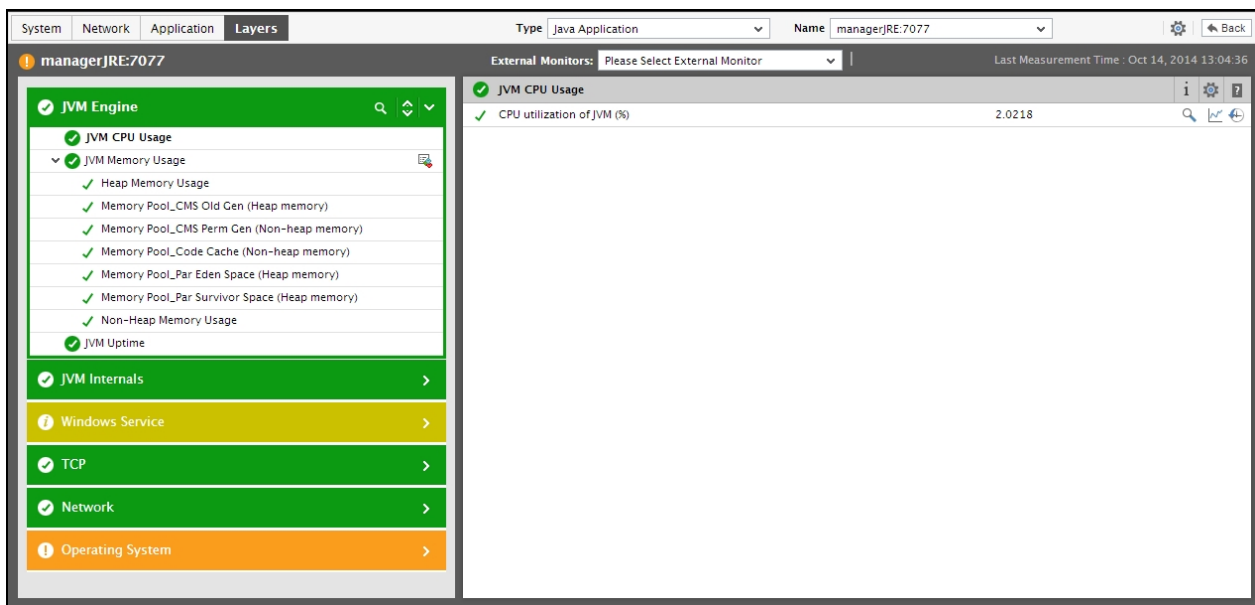 System Network Application Layers Type Java Application Name managerJRE:7077 Back
managerJRE:7077 External Monitors: Please Select External Monitor Last Measurement Time : Oct 14, 2014 13:04:36
JVM Engine
JVM CPU Usage
JVM Memory Usage
Heap Memory Usage
Memory Pool_CMS Old Gen (Heap memory)
Memory Pool_CMS Perm Gen (Non-heap memory)
Memory Pool_Code Cache (Non-heap memory)
Memory Pool_Par Eden Space (Heap memory)
Memory Pool_Par Survivor Space (Heap memory)
Non-Heap Memory Usage
JVM Uptime
JVM Internals
Windows Service
TCP
Network
Operating System
JVM CPU Usage
CPU utilization of JVM (%) 2.0218